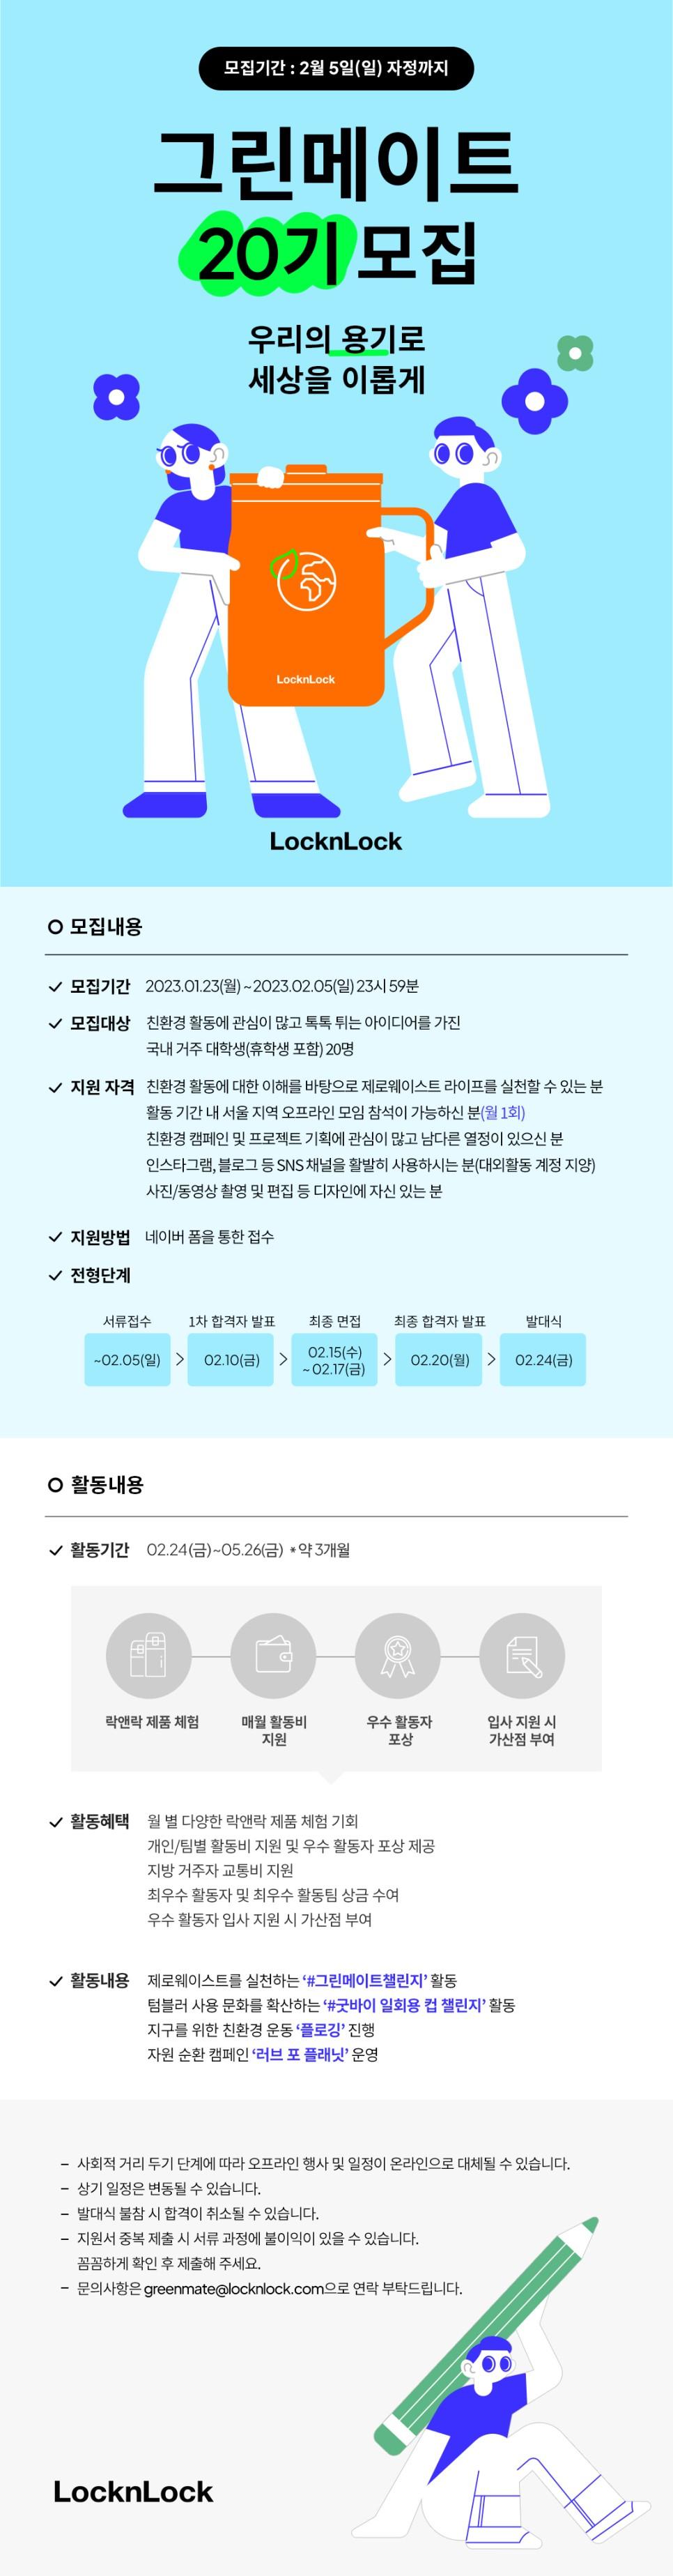 모집기간 : 2월 5일(일) 자정까지
그린메이트
20기 모집
우리의 용기로
세상을 이롭게
LocknLock
LocknLock
모집내용
모집기간 2023.01.23(월) ~ 2023.02.05(일) 23시 59분
모집대상 친환경 활동에 관심이 많고 톡톡 튀는 아이디어를 가진
국내 거주 대학생(휴학생 포함) 20명
지원 자격 친환경 활동에 대한 이해를 바탕으로 제로웨이스트 라이프를 실천할 수 있는 분
활동 기간 내 서울 지역 오프라인 모임 참석이 가능하신 분(월 1회)
친환경 캠페인 및 프로젝트 기획에 관심이 많고 남다른 열정이 있으신 분
인스타그램, 블로그 등 SNS 채널을 활발히 사용하시는 분(대외활동 계정 지양)
사진/동영상 촬영 및 편집 등 디자인에 자신 있는 분
지원방법 네이버 폼을 통한 접수
전형단계
서류접수 1차 합격자 발표 최종 면접 최종 합격자 발표 발대식
~02.05(일) > 02.10(금) > 02.15(수) ~ 02.17(금) > 02.20(월) > 02.24(금)
활동내용
활동기간 02.24(금)~05.26(금) *약 3개월
락앤락 제품 체험 매월 활동비 지원 우수 활동자 포상 입사 지원 시 가산점 부여
활동혜택 월 별 다양한 락앤락 제품 체험 기회
개인/팀별 활동비 지원 및 우수 활동자 포상 제공
지방 거주자 교통비 지원
최우수 활동자 및 최우수 활동팀 상금 수여
우수 활동자 입사 지원 시 가산점 부여
활동내용 제로웨이스트를 실천하는 ‘#그린메이트챌린지’ 활동
텀블러 사용 문화를 확산하는 ‘#굿바이 일회용 컵 챌린지’ 활동
지구를 위한 친환경 운동 ‘플로깅’ 진행
자원 순환 캠페인 ‘러브 포 플래닛’ 운영
– 사회적 거리 두기 단계에 따라 오프라인 행사 및 일정이 온라인으로 대체될 수 있습니다.
– 상기 일정은 변동될 수 있습니다.
– 발대식 불참 시 합격이 취소될 수 있습니다.
– 지원서 중복 제출 시 서류 과정에 불이익이 있을 수 있습니다.
꼼꼼하게 확인 후 제출해 주세요.
– 문의사항은 greenmate@locknlock.com으로 연락 부탁드립니다.
LocknLock